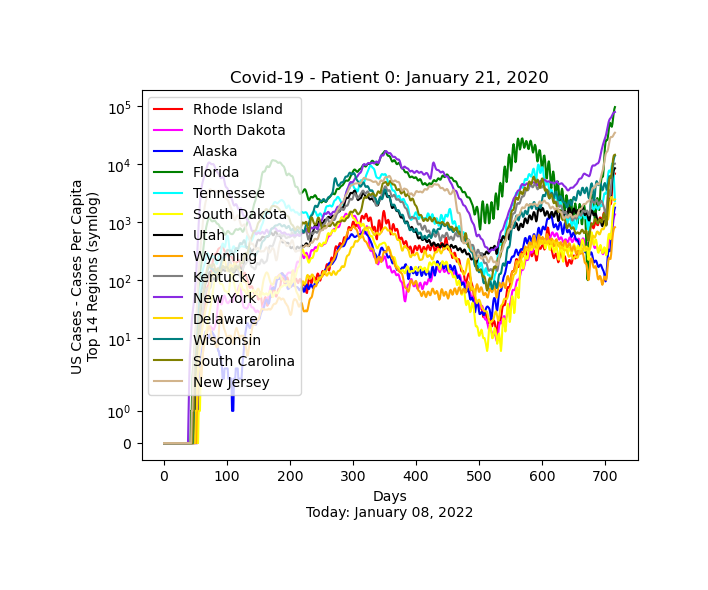 Covid-19 - Patient 0: January 21, 2020
US Cases - Cases Per Capita
Top 14 Regions (symlog)
10^5
10^4
10^3
10^2
10^1
10^0
0
Rhode Island
North Dakota
Alaska
Florida
Tennessee
South Dakota
Utah
Wyoming
Kentucky
New York
Delaware
Wisconsin
South Carolina
New Jersey
0 100 200 300 400 500 600 700
Days
Today: January 08, 2022